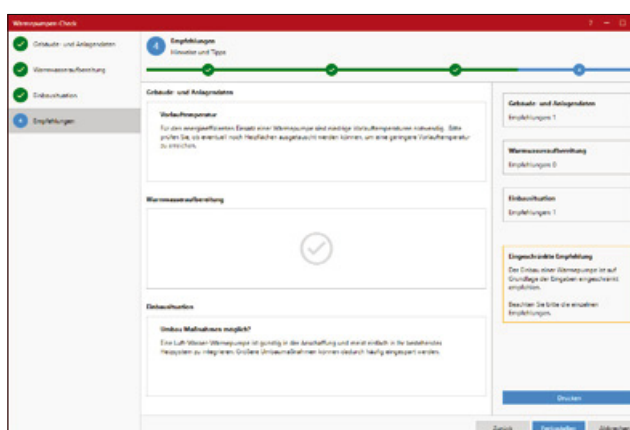 Wärmepumpen-Check
Gebäude- und Anlagendaten
Warmwasseraufbereitung
Einbausituation
4 Empfehlungen
4 Empfehlungen
Hinweise und Tipps
4
Gebäude- und Anlagendaten
Vorlauftemperatur
Für den energieeffizienten Einsatz einer Wärmepumpe sind niedrige Vorlauftemperaturen notwendig. Bitte
prüfen Sie, ob eventuell noch Heizflächen ausgetauscht werden können, um eine geringere Vorlauftemperatur
zu erreichen.
Warmwasseraufbereitung
Einbausituation
Umbau Maßnahmen möglich?
Eine Luft-Wasser-Wärmepumpe ist günstig in der Anschaffung und meist einfach in Ihr bestehendes
Heizsystem zu integrieren. Größere Umbaumaßnahmen können dadurch häufig eingespart werden.
Gebäude- und Anlagendaten
Empfehlungen: 1
Warmwasseraufbereitung
Empfehlungen: 0
Einbausituation
Empfehlungen: 1
Eingeschränkte Empfehlung
Der Einbau einer Wärmepumpe ist auf
Grundlage der Eingaben eingeschränkt
empfohlen.
Beachten Sie bitte die einzelnen
Empfehlungen.
Drucken
Zurück Fertigstellen Abbrechen